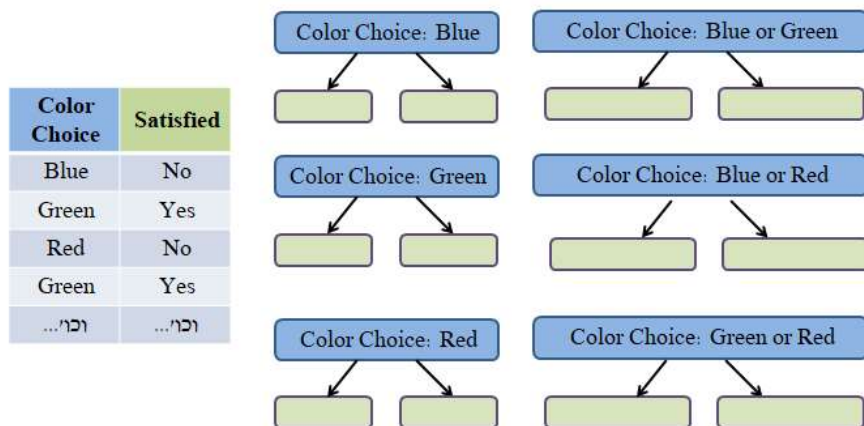 Color Choice: Blue
Color Choice: Blue or Green
Color
Choice
Satisfied
Blue No
Green Yes
Red No
Green Yes
וכו'... וכו'...
Color Choice: Green
Color Choice: Blue or Red
Color Choice: Red
Color Choice: Green or Red